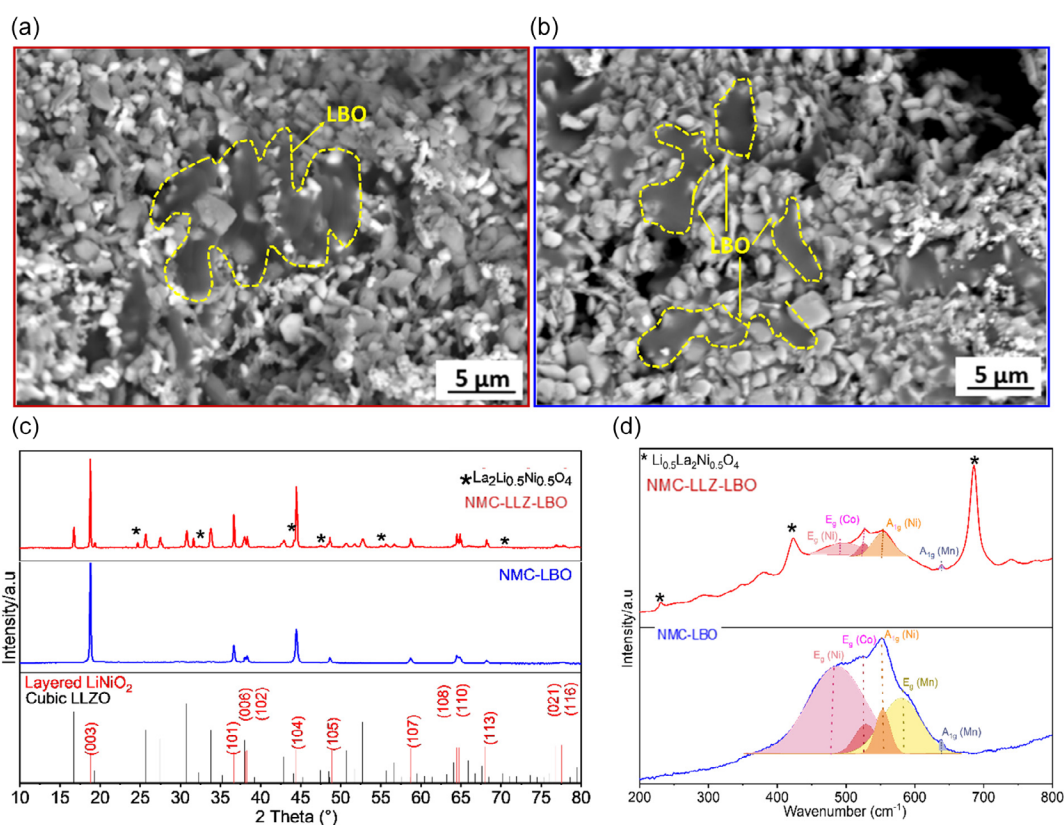 (a)
LBO
5 µm
(b)
LBO
5 µm
(c)
*La₂Li₀.₅Ni₀.₅O₄
NMC-LLZ-LBO
NMC-LBO
Intensity/a.u
Layered LiNiO₂
Cubic LLZO
(003)
(101)
(006)
(102)
(104)
(105)
(107)
(108)
(110)
(113)
(021)
(116)
10 15 20 25 30 35 40 45 50 55 60 65 70 75 80
2 Theta (°)
(d)
* Li₀.₅La₂Ni₀.₅O₄
NMC-LLZ-LBO
E₉ (Ni)
E₉ (Co)
A₁g (Ni)
A₁g (Mn)
NMC-LBO
Eg (Ni)
Eg (Co)
A₁g (Ni)
Eg (Mn)
A₁g (Mn)
Intensity/a.u
200 300 400 500 600 700 800
Wavenumber (cm⁻¹)